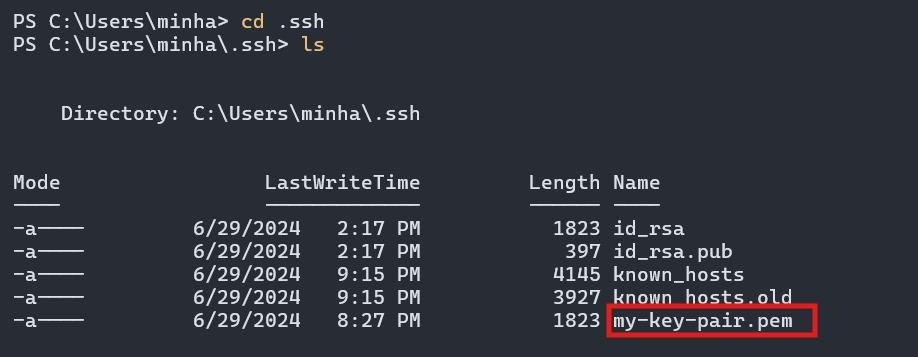 PS C:\Users\minha> cd .ssh
PS C:\Users\minha\.ssh> ls
Directory: C:\Users\minha\.ssh
Mode LastWriteTime Length Name
---- ------------- ------ ----
-a---- 6/29/2024 2:17 PM 1823 id_rsa
-a---- 6/29/2024 2:17 PM 397 id_rsa.pub
-a---- 6/29/2024 9:15 PM 4145 known_hosts
-a---- 6/29/2024 9:15 PM 3927 known_hosts.old
-a---- 6/29/2024 8:27 PM 1823 my-key-pair.pem